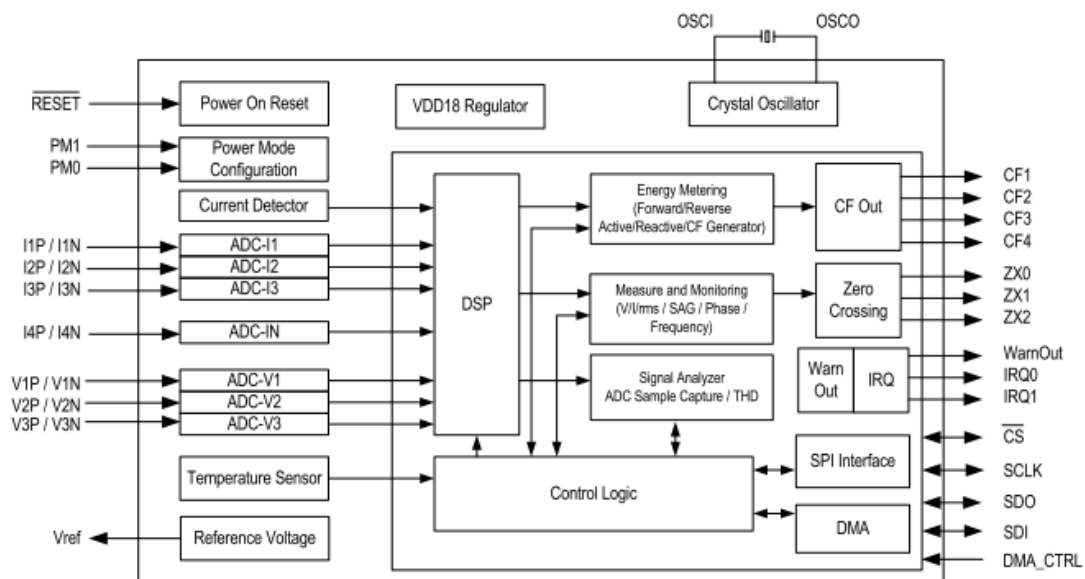 OSCI
OSCO
RESET
Power On Reset
VDD18 Regulator
Crystal Oscillator
PM1
PM0
Power Mode
Configuration
Current Detector
I1P / I1N
I2P / I2N
I3P / I3N
ADC-I1
ADC-I2
ADC-I3
I4P / I4N
ADC-IN
V1P / V1N
V2P / V2N
V3P / V3N
ADC-V1
ADC-V2
ADC-V3
Temperature Sensor
Vref
Reference Voltage
DSP
Energy Metering
(Forward/Reverse
Active/Reactive/CF Generator)
CF Out
CF1
CF2
CF3
CF4
Measure and Monitoring
(V/I/rms / SAG / Phase /
Frequency)
Zero
Crossing
ZX0
ZX1
ZX2
Signal Analyzer
ADC Sample Capture / THD
Warn
Out
IRQ
WarnOut
IRQ0
IRQ1
Control Logic
SPI Interface
DMA
CS
SCLK
SDO
SDI
DMA_CTRL